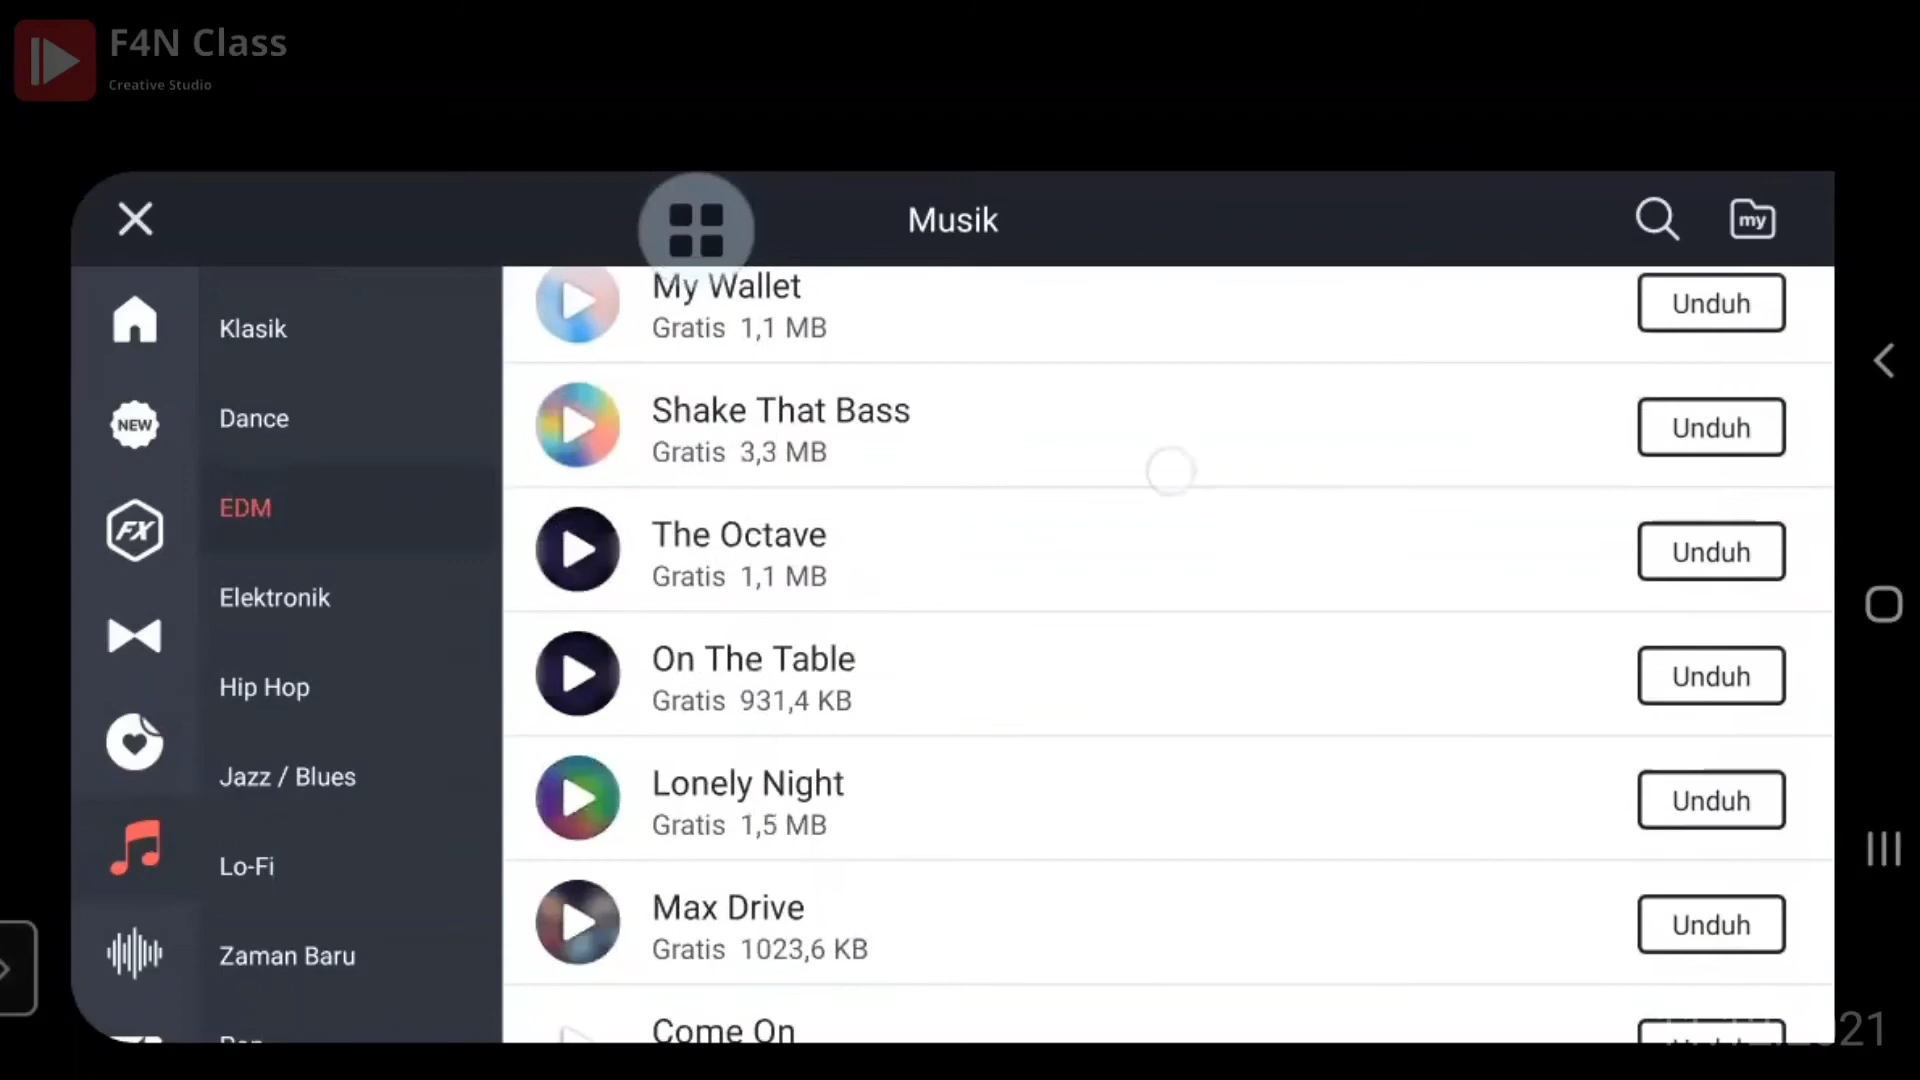 F4N Class
Creative Studio
Musik
my
NEW
FX
Klasik
Dance
EDM
Elektronik
Hip Hop
Jazz / Blues
Lo-Fi
Zaman Baru
My Wallet
Gratis 1,1 MB
Unduh
Shake That Bass
Gratis 3,3 MB
Unduh
The Octave
Gratis 1,1 MB
Unduh
On The Table
Gratis 931,4 KB
Unduh
Lonely Night
Gratis 1,5 MB
Unduh
Max Drive
Gratis 1023,6 KB
Unduh
Come On